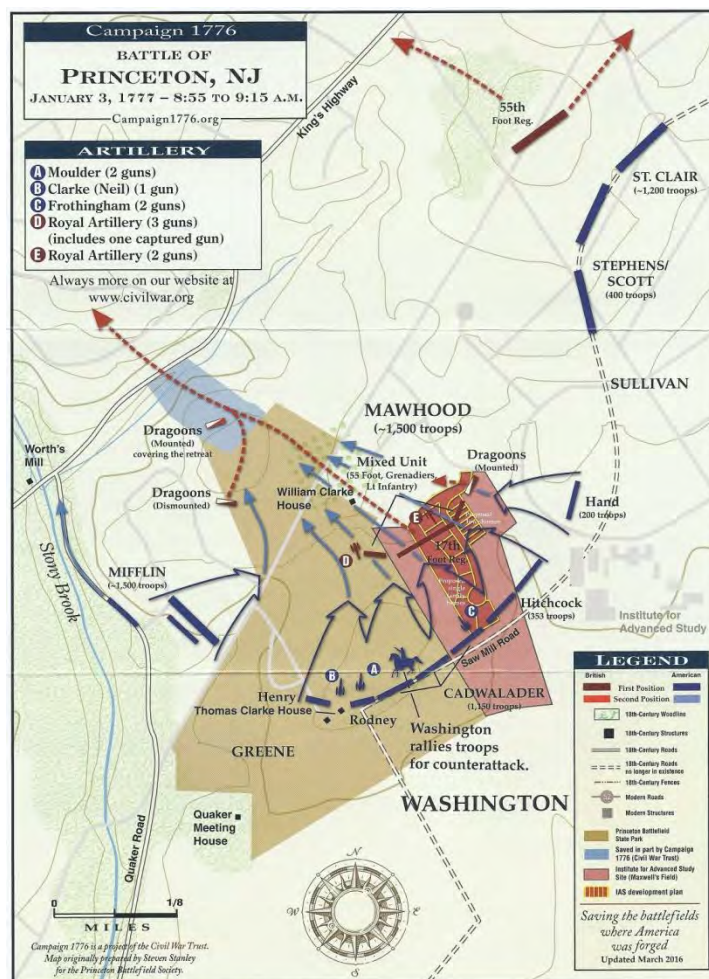 Campaign 1776
BATTLE OF
PRINCETON, NJ
JANUARY 3, 1777 – 8:55 TO 9:15 A.M.
Campaign1776.org
ARTILLERY
A Moulder (2 guns)
B Clarke (Neil) (1 gun)
C Frothingham (2 guns)
D Royal Artillery (3 guns)
(includes one captured gun)
E Royal Artillery (2 guns)
Always more on our website at
www.civilwar.org
King's Highway
55th
Foot Reg.
ST. CLAIR
(~1,200 troops)
STEPHENS/
SCOTT
(400 troops)
SULLIVAN
MAWHOOD
(~1,500 troops)
Worth's
Mill
Dragoons
(Mounted)
covering the retreat
Mixed Unit
(55 Foot, Grenadiers,
Lt Infantry)
Dragoons
(Mounted)
Dragoons
(Dismounted)
William Clarke
House
Hand
(200 troops)
E
17th
Foot Reg.
D
Stony Brook
MIFFLIN
(~1,500 troops)
C
Hitchcock
(353 troops)
Institute for
Advanced Study
Saw Mill Road
B
A
Henry
Thomas Clarke House
Rodney
CADWALADER
(1,150 troops)
Washington
rallies troops
for counterattack.
GREENE
WASHINGTON
Quaker
Meeting
House
Quaker Road
LEGEND
British
American
First Position
Second Position
18th-Century Woodline
18th-Century Structures
18th-Century Roads
18th-Century Roads
no longer in existence
18th-Century Fences
Modern Roads
Modern Structures
Princeton Battlefield
State Park
Saved in part by Campaign
1776 (Civil War Trust)
Institute for Advanced Study
Site (Maxwell's Field)
IAS development plan
Saving the battlefields
where America
was forged
Updated March 2016
N
W
E
S
0
1/8
MILES
Campaign 1776 is a project of the Civil War Trust.
Map originally prepared by Steven Stanley
for the Princeton Battlefield Society.